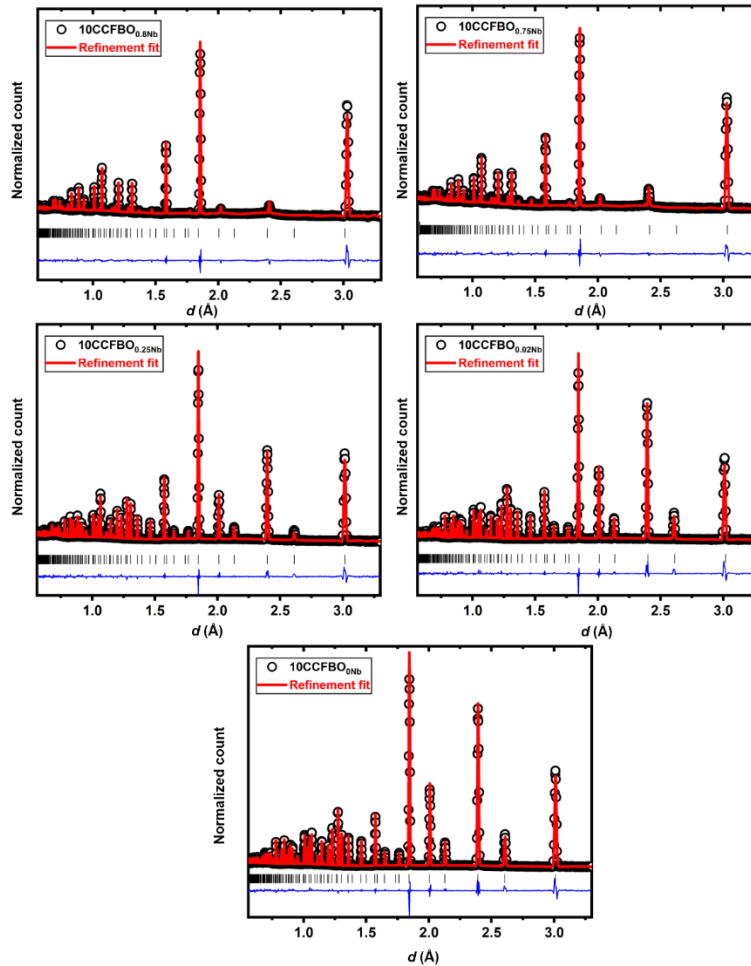 10CCFBO0.8Nb
Refinement fit
Normalized count
1.0 1.5 2.0 2.5 3.0
d (Å)
10CCFBO0.75Nb
Refinement fit
Normalized count
1.0 1.5 2.0 2.5 3.0
d (Å)
10CCFBO0.25Nb
Refinement fit
Normalized count
1.0 1.5 2.0 2.5 3.0
d (Å)
10CCFBO0.02Nb
Refinement fit
Normalized count
1.0 1.5 2.0 2.5 3.0
d (Å)
10CCFBO0Nb
Refinement fit
Normalized count
1.0 1.5 2.0 2.5 3.0
d (Å)